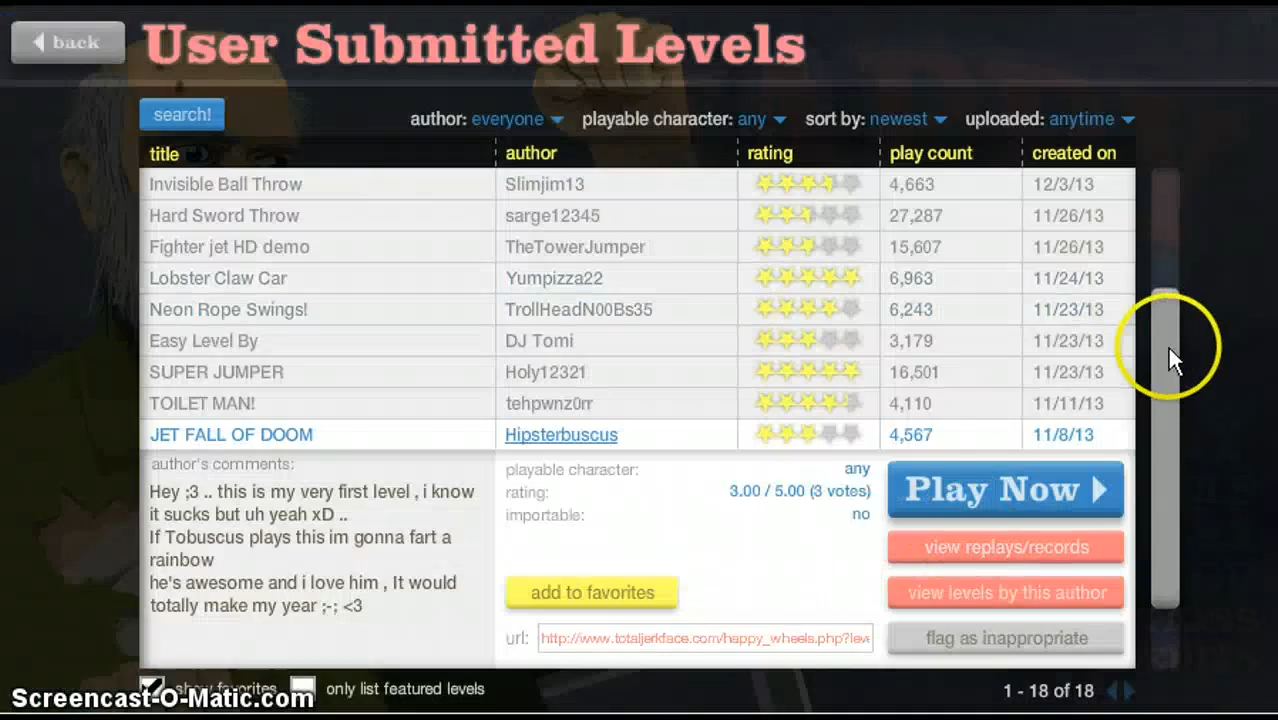 back
User Submitted Levels
search!
author: everyone playable character: any sort by: newest uploaded: anytime
title author rating play count created on
Invisible Ball Throw Slimjim13 4,663 12/3/13
Hard Sword Throw sarge12345 27,287 11/26/13
Fighter jet HD demo TheTowerJumper 15,607 11/26/13
Lobster Claw Car Yumpizza22 6,963 11/24/13
Neon Rope Swings! TrollHeadN00Bs35 6,243 11/23/13
Easy Level By DJ Tomi 3,179 11/23/13
SUPER JUMPER Holy12321 16,501 11/23/13
TOILET MAN! tehpwnz0rr 4,110 11/11/13
JET FALL OF DOOM Hipsterbuscus 4,567 11/8/13
author's comments:
Hey ;3 .. this is my very first level , i know
it sucks but uh yeah xD ..
If Tobuscus plays this im gonna fart a
rainbow
he's awesome and i love him , It would
totally make my year ;-; <3
playable character: any
rating: 3.00 / 5.00 (3 votes)
importable: no
add to favorites
url: http://www.totaljerkface.com/happy_wheels.php?leve
Play Now
view replays/records
view levels by this author
flag as inappropriate
show favorites only list featured levels
1 - 18 of 18
Screencast-O-Matic.com